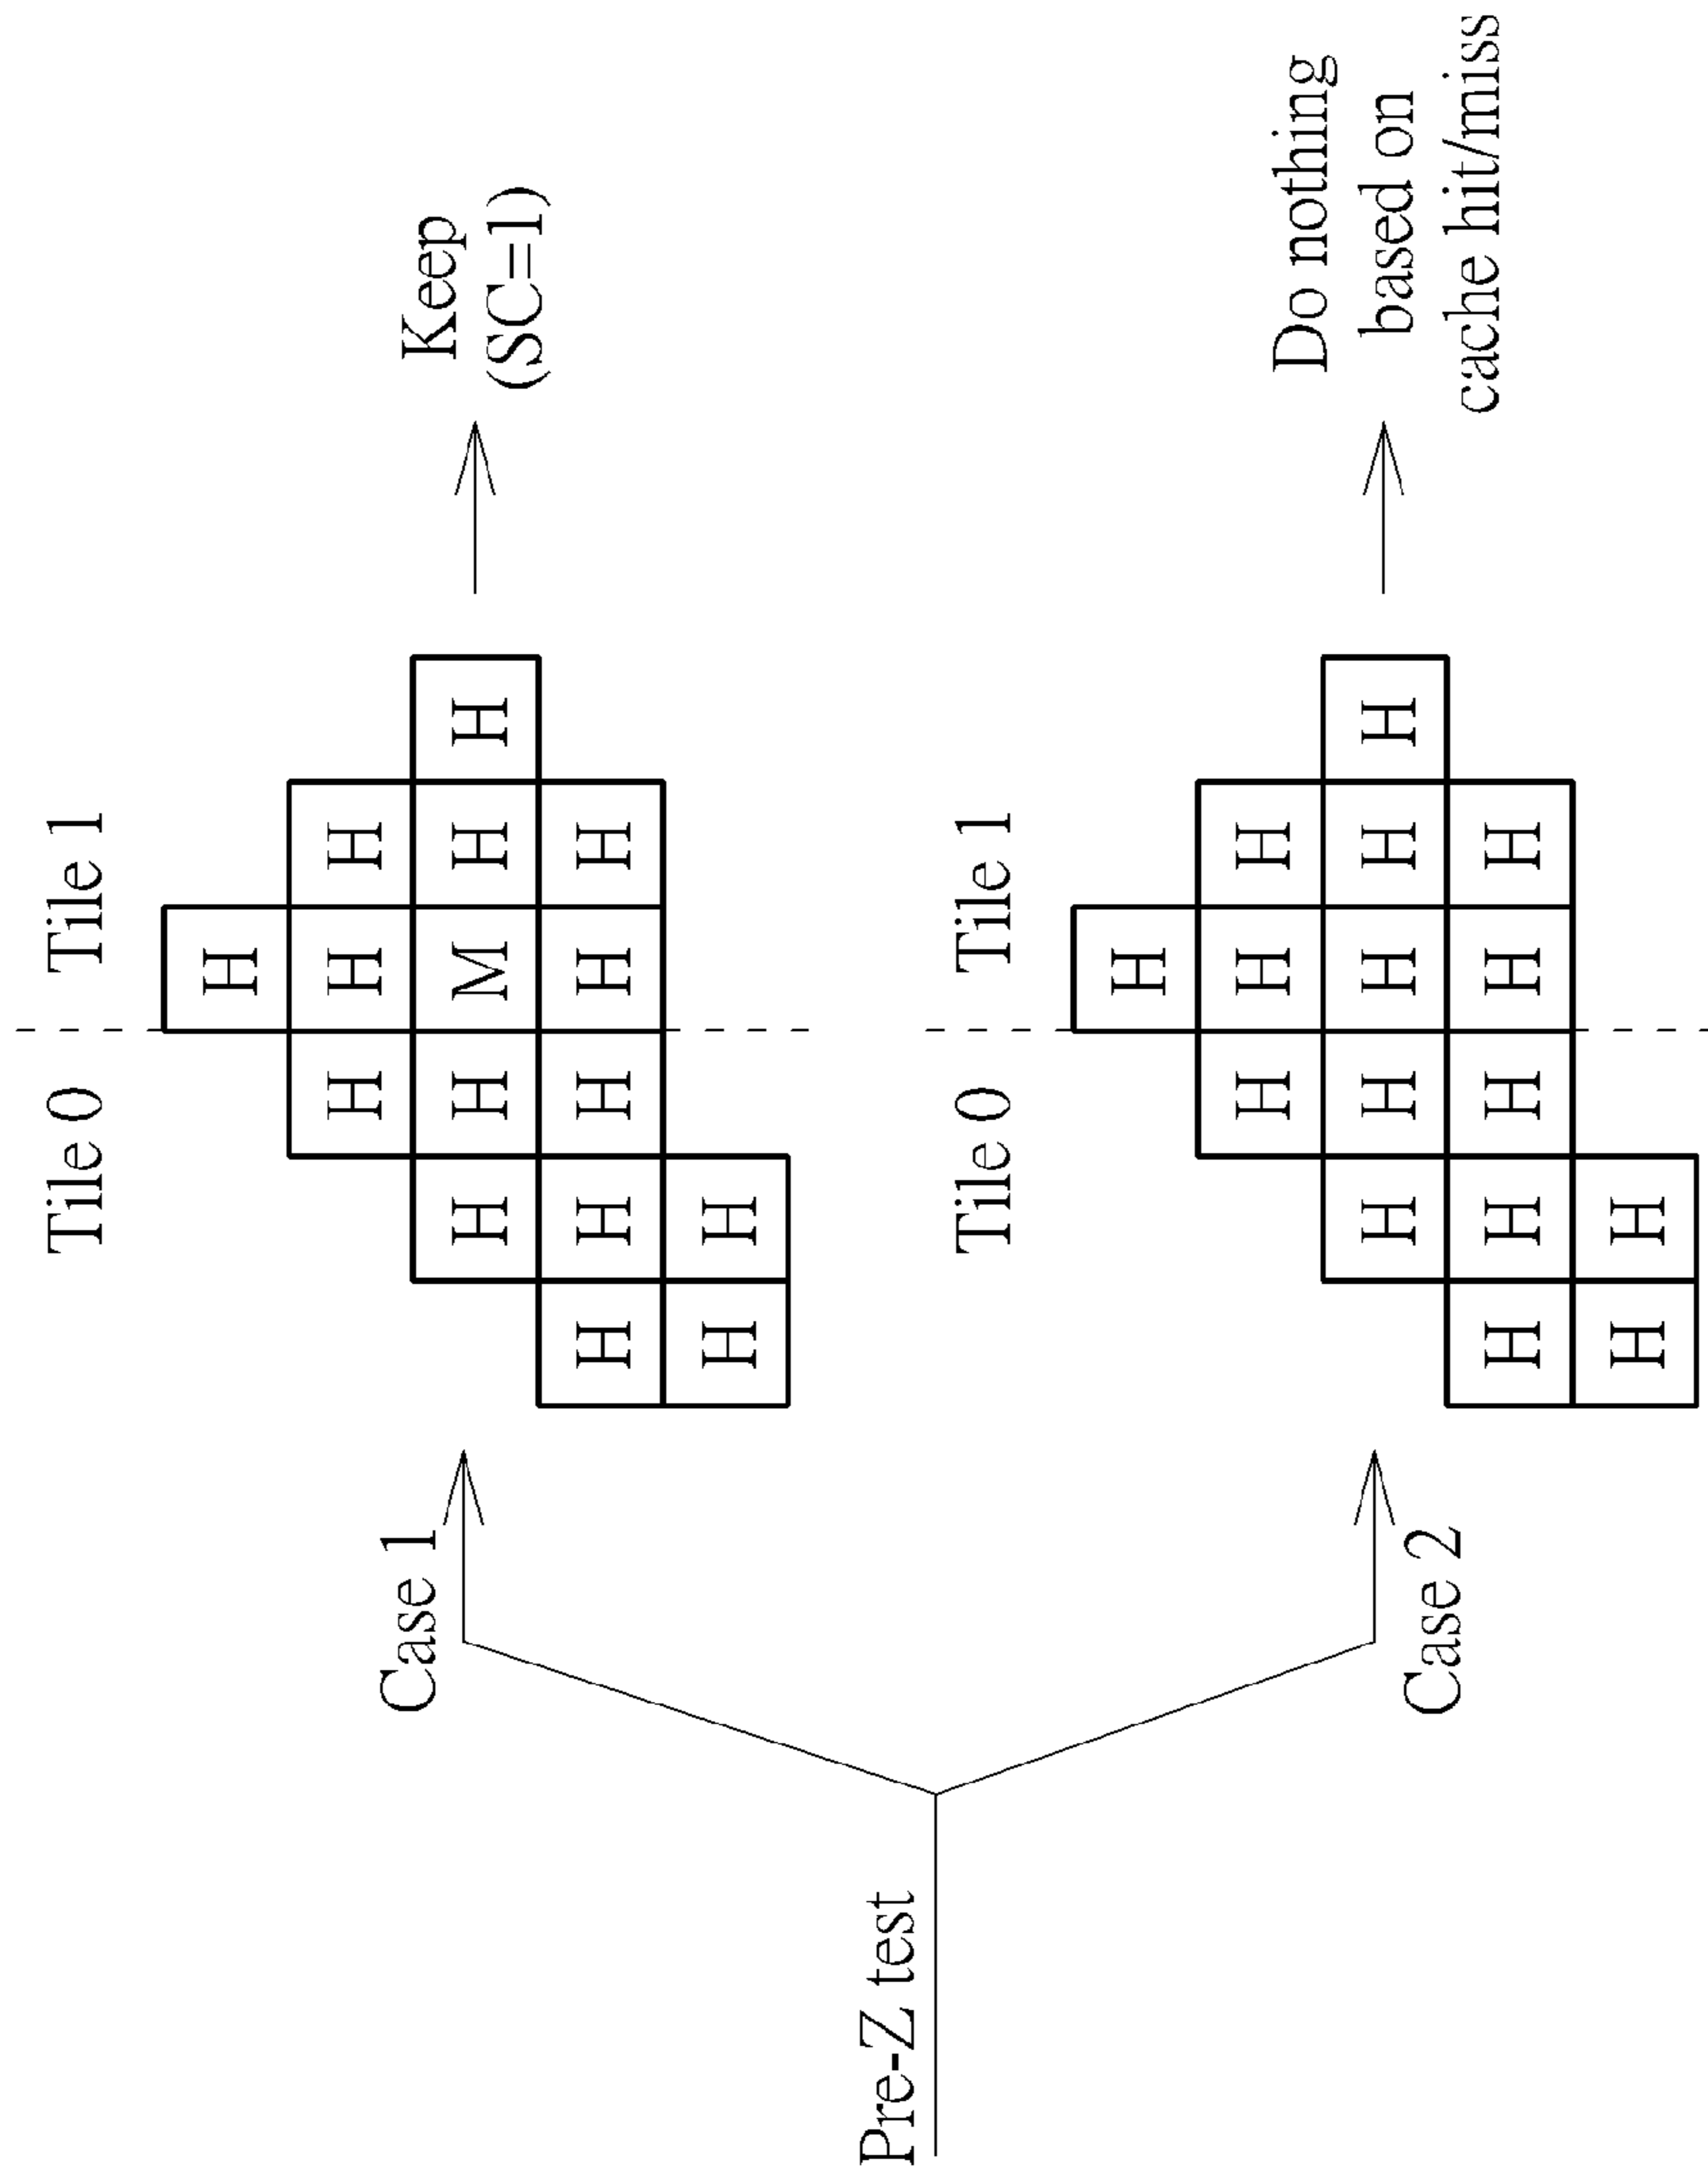 Pre-Z test
Case 1
Tile 0 Tile 1
H
H H H
H H M H H
H H H H H
H H
Keep
(SC=1)
Case 2
Tile 0 Tile 1
H
H H H
H H H H H
H H H H H
H H
Do nothing
based on
cache hit/miss